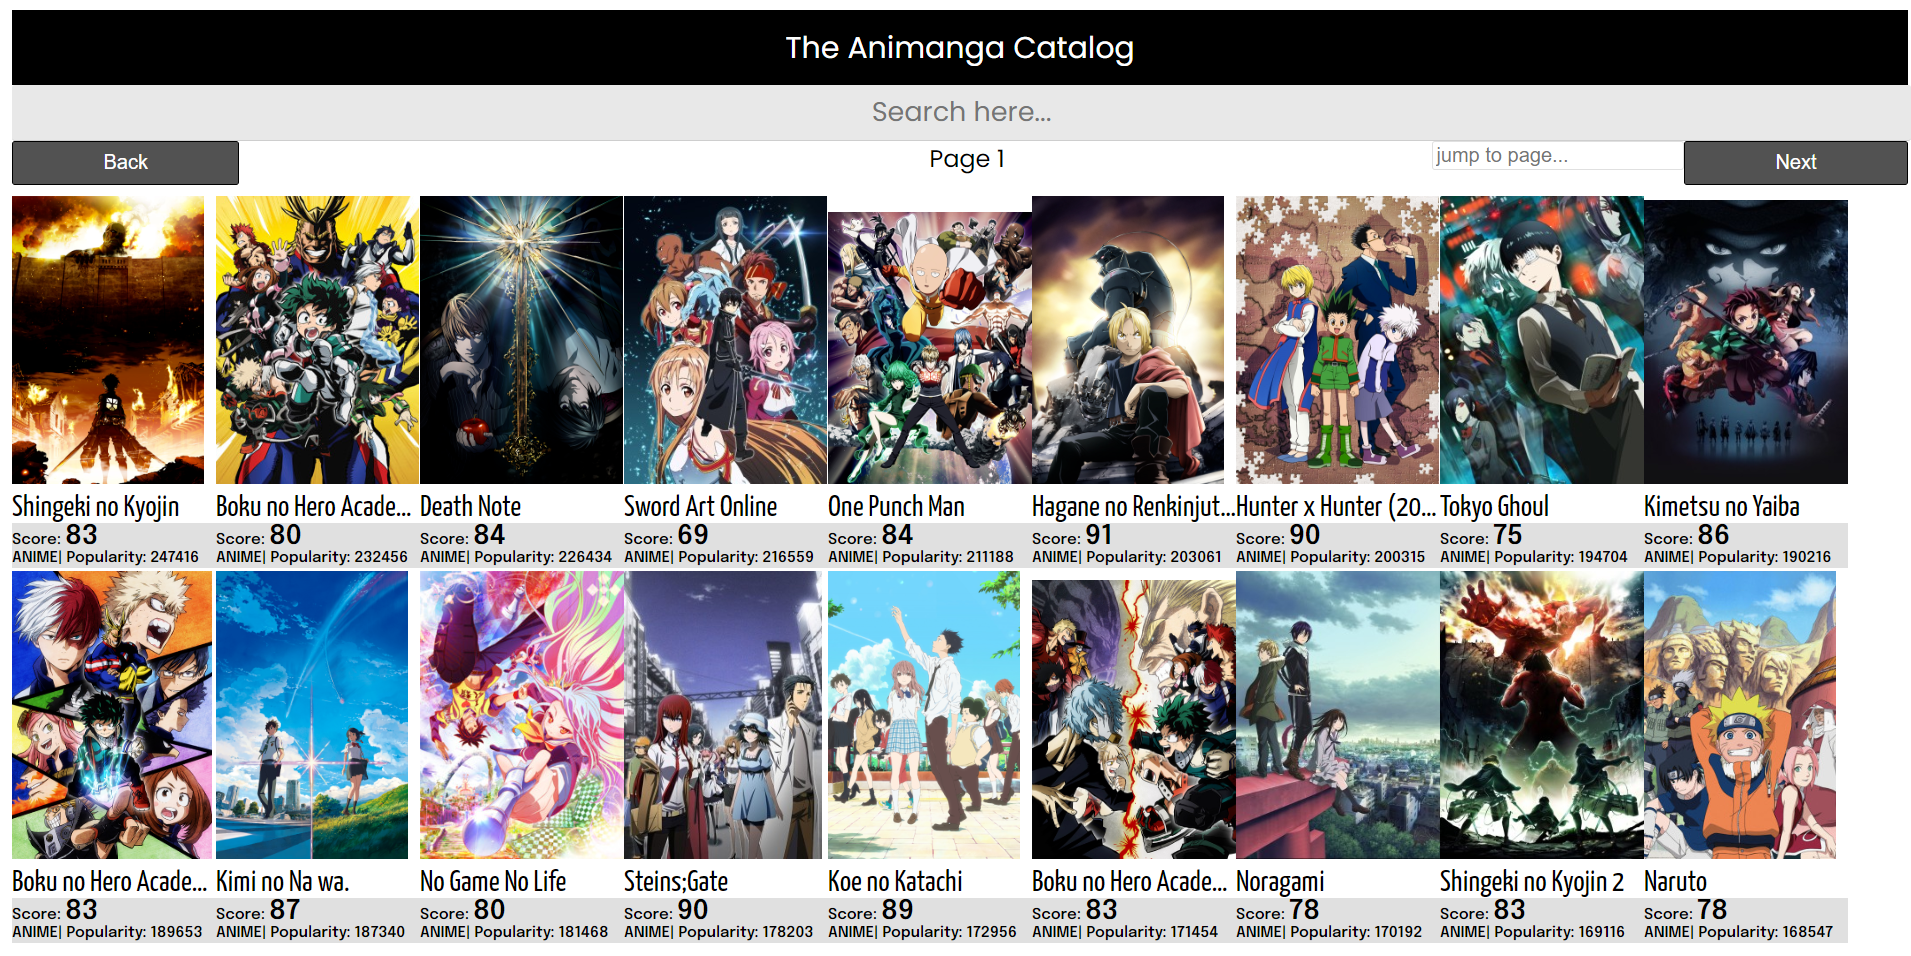 The Animanga Catalog
Search here...
Back
Page 1
jump to page...
Next
Shingeki no Kyojin
Score: 83
ANIME| Popularity: 247416
Boku no Hero Acade...
Score: 80
ANIME| Popularity: 232456
Death Note
Score: 84
ANIME| Popularity: 226434
Sword Art Online
Score: 69
ANIME| Popularity: 216559
One Punch Man
Score: 84
ANIME| Popularity: 211188
Hagane no Renkinjut...
Score: 91
ANIME| Popularity: 203061
Hunter x Hunter (20...
Score: 90
ANIME| Popularity: 200315
Tokyo Ghoul
Score: 75
ANIME| Popularity: 194704
Kimetsu no Yaiba
Score: 86
ANIME| Popularity: 190216
Boku no Hero Acade...
Score: 83
ANIME| Popularity: 189653
Kimi no Na wa.
Score: 87
ANIME| Popularity: 187340
No Game No Life
Score: 80
ANIME| Popularity: 181468
Steins;Gate
Score: 90
ANIME| Popularity: 178203
Koe no Katachi
Score: 89
ANIME| Popularity: 172956
Boku no Hero Acade...
Score: 83
ANIME| Popularity: 171454
Noragami
Score: 78
ANIME| Popularity: 170192
Shingeki no Kyojin 2
Score: 83
ANIME| Popularity: 169116
Naruto
Score: 78
ANIME| Popularity: 168547